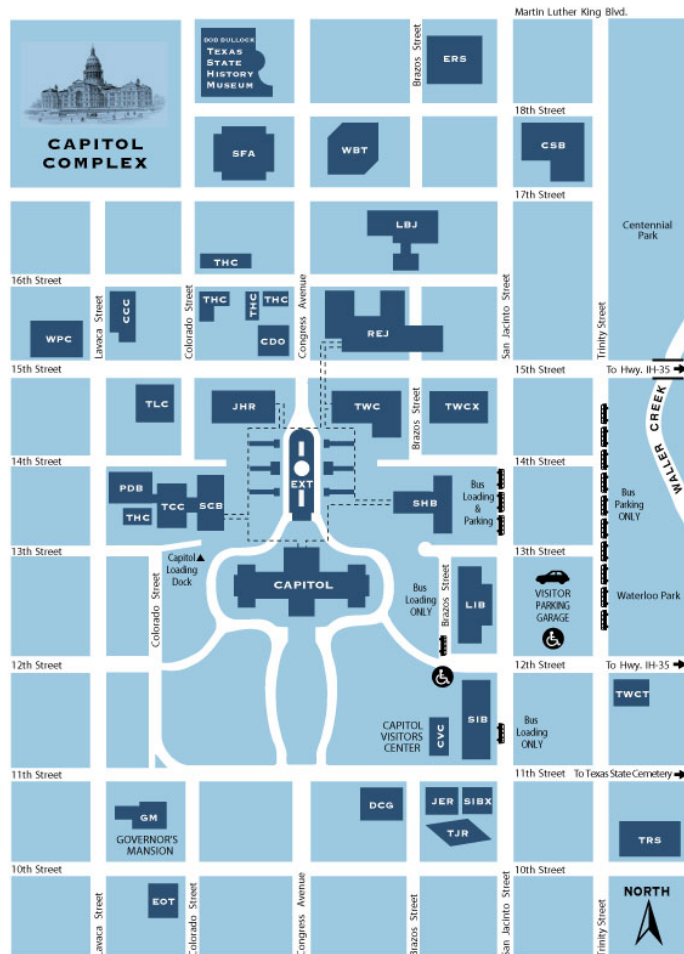 Martin Luther King Blvd.
BOB BULLOCK
TEXAS
STATE
HISTORY
MUSEUM
Brazos Street
ERS
CAPITOL
COMPLEX
18th Street
SFA
WBT
CSB
17th Street
LBJ
Centennial
Park
THC
16th Street
Lavaca Street
CCC
Colorado Street
THC
THC
THC
CDO
Congress Avenue
REJ
San Jacinto Street
Trinity Street
WPC
15th Street
15th Street
To Hwy. IH-35
TLC
JHR
TWC
Brazos Street
TWCX
WALLER CREEK
14th Street
14th Street
EXT
PDB
THC
TCC
SCB
SHB
Bus
Loading
&
Parking
Bus
Parking
ONLY
13th Street
13th Street
Capitol
Loading
Dock
Colorado Street
CAPITOL
Bus
Loading
ONLY
Brazos Street
LIB
VISITOR
PARKING
GARAGE
Waterloo Park
12th Street
12th Street
To Hwy. IH-35
TWCT
CAPITOL
VISITORS
CENTER
CVC
SIB
Bus
Loading
ONLY
11th Street
11th Street
To Texas State Cemetery
GM
GOVERNOR'S
MANSION
DCG
JER
SIBX
TJR
TRS
10th Street
10th Street
Lavaca Street
EOT
Colorado Street
Congress Avenue
Brazos Street
San Jacinto Street
Trinity Street
NORTH